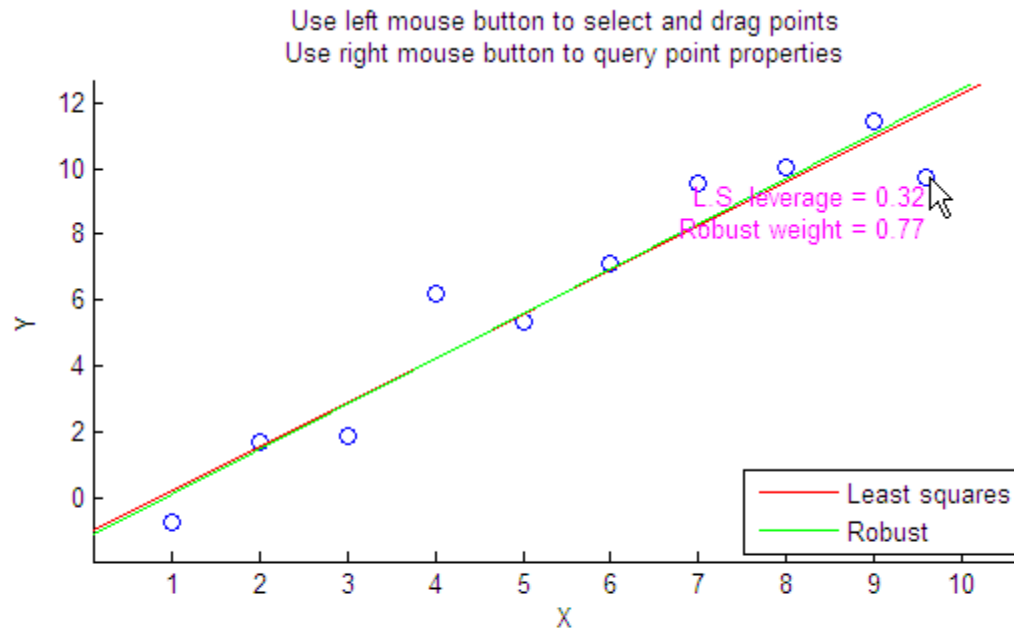 Use left mouse button to select and drag points
Use right mouse button to query point properties
12
10
8
6
4
2
0
Y
L.S. leverage = 0.32
Robust weight = 0.77
Least squares
Robust
1 2 3 4 5 6 7 8 9 10
X